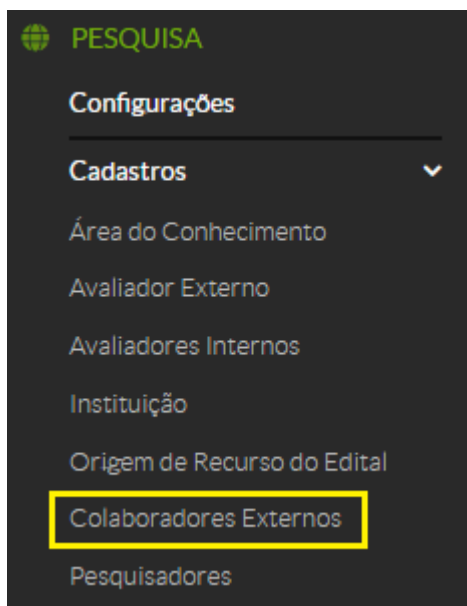 PESQUISA
Configurações
Cadastros
Área do Conhecimento
Avaliador Externo
Avaliadores Internos
Instituição
Origem de Recurso do Edital
Colaboradores Externos
Pesquisadores